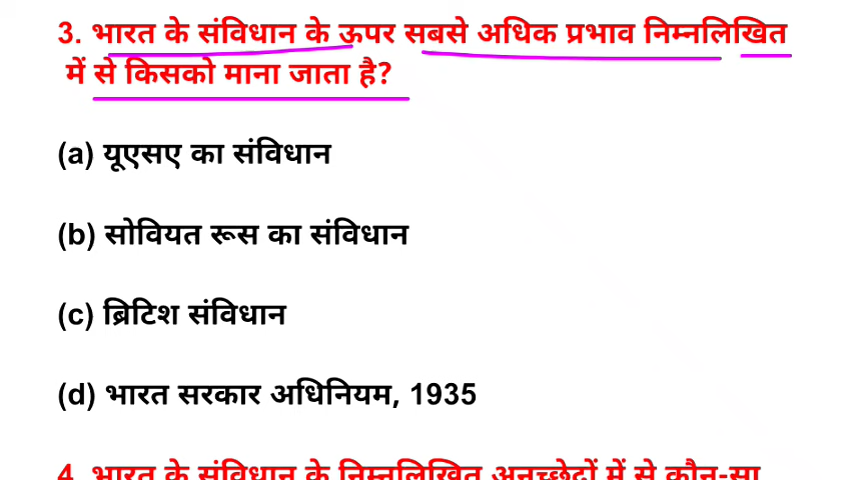 3. भारत के संविधान के ऊपर सबसे अधिक प्रभाव निम्नलिखित
में से किसको माना जाता है?
(a) यूएसए का संविधान
(b) सोवियत रूस का संविधान
(c) ब्रिटिश संविधान
(d) भारत सरकार अधिनियम, 1935
4. भारत के संविधान के निम्नलिखित अनुच्छेदों में से कौन-सा